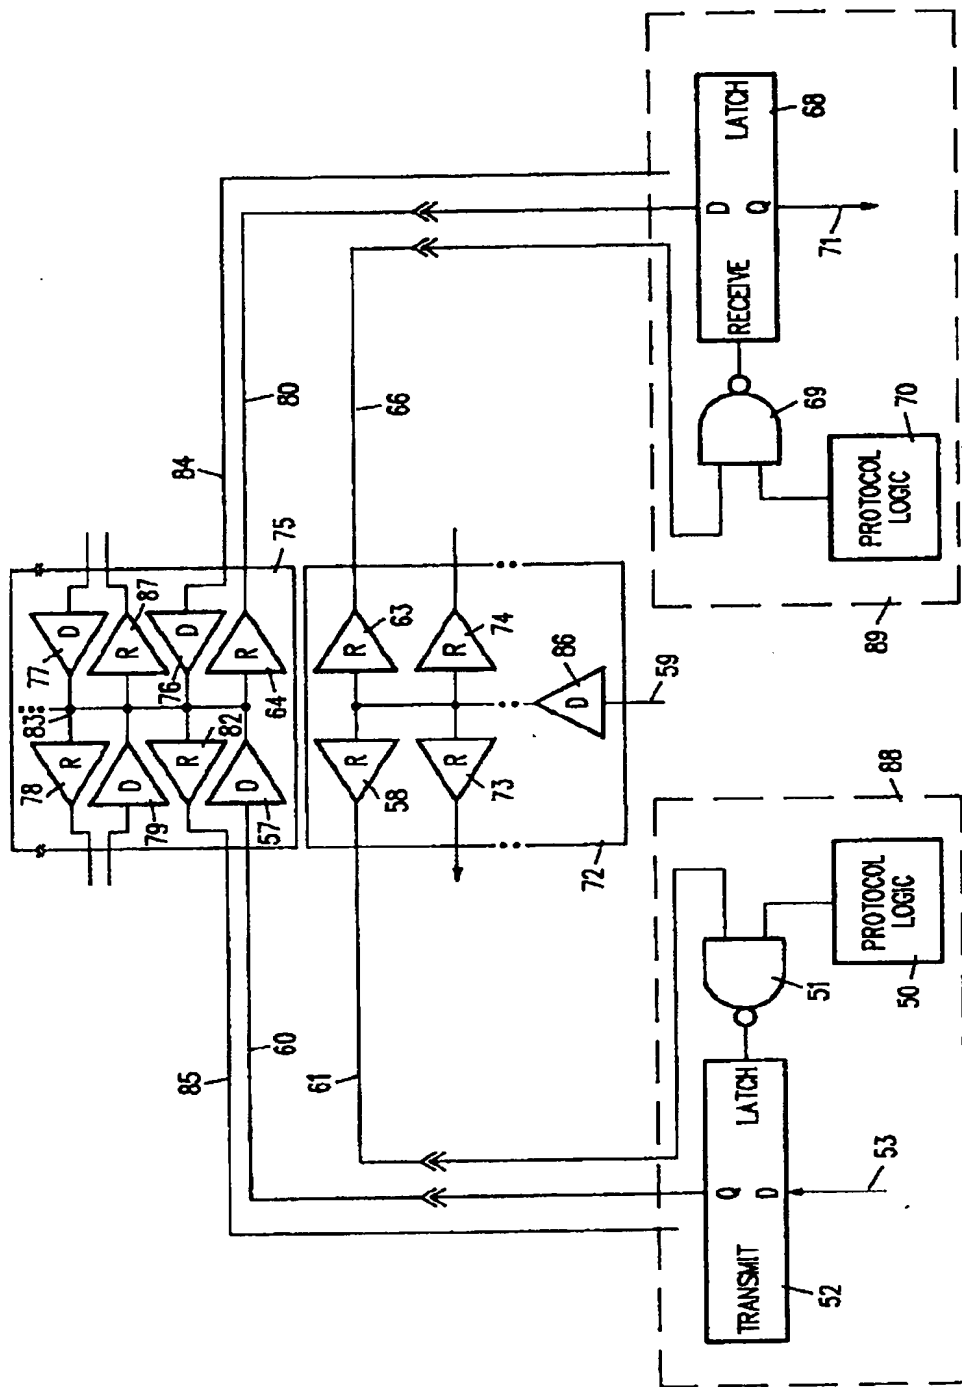 84
80
66
75
77
D
87
R
76
D
R
64
83
78
R
79
D
82
R
D
57
85
60
61
R
63
R
74
R
58
R
73
D
86
59
72
D
Q
RECEIVE
LATCH
68
71
69
PROTOCOL
LOGIC
70
89
88
PROTOCOL
LOGIC
50
51
Q
D
TRANSMIT
LATCH
52
53